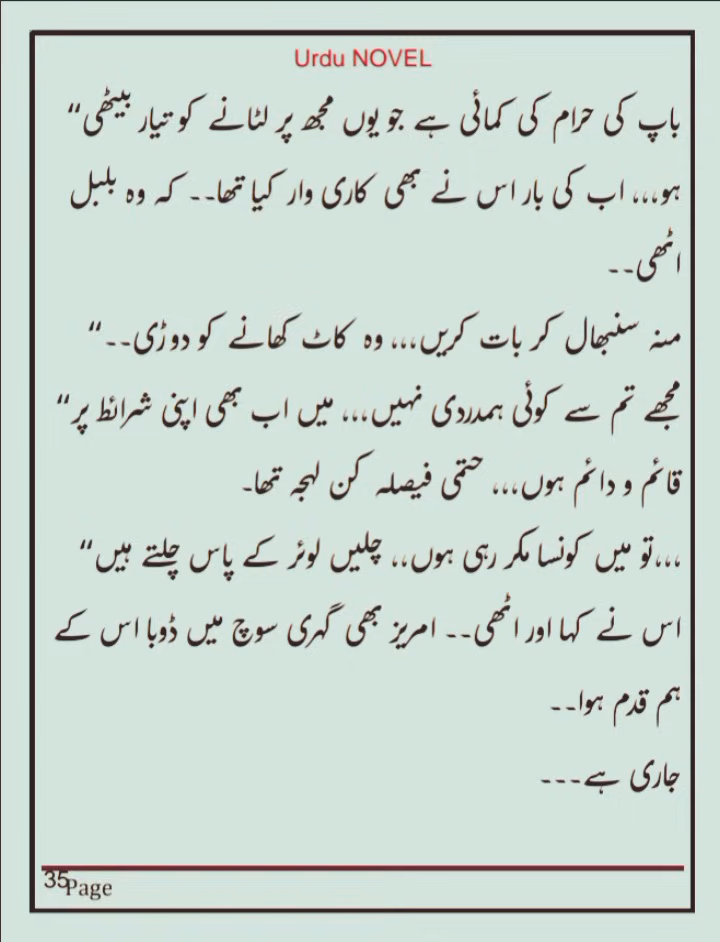 Urdu NOVEL
باپ کی حرام کی کمائی ہے جو یوں مجھ پر لٹانے کو تیار بیٹھی“
ہو،،، اب کی بار اس نے بھی کاری وار کیا تھا۔۔ کہ وہ بلبل
اٹھی۔۔
منہ سنبھال کر بات کریں،،، وہ کاٹ کھانے کو دوڑی۔۔“
مجھے تم سے کوئی ہمدردی نہیں،،، میں اب بھی اپنی شرائط پر“
قائم و دائم ہوں،،، حتمی فیصلہ کن لہجہ تھا۔
،،،تو میں کونسا مکر رہی ہوں،، چلیں لوئر کے پاس چلتے ہیں“
اس نے کہا اور اٹھی۔۔ امریز بھی گہری سوچ میں ڈوبا اس کے
ہم قدم ہوا۔۔
جاری ہے۔۔۔
35Page